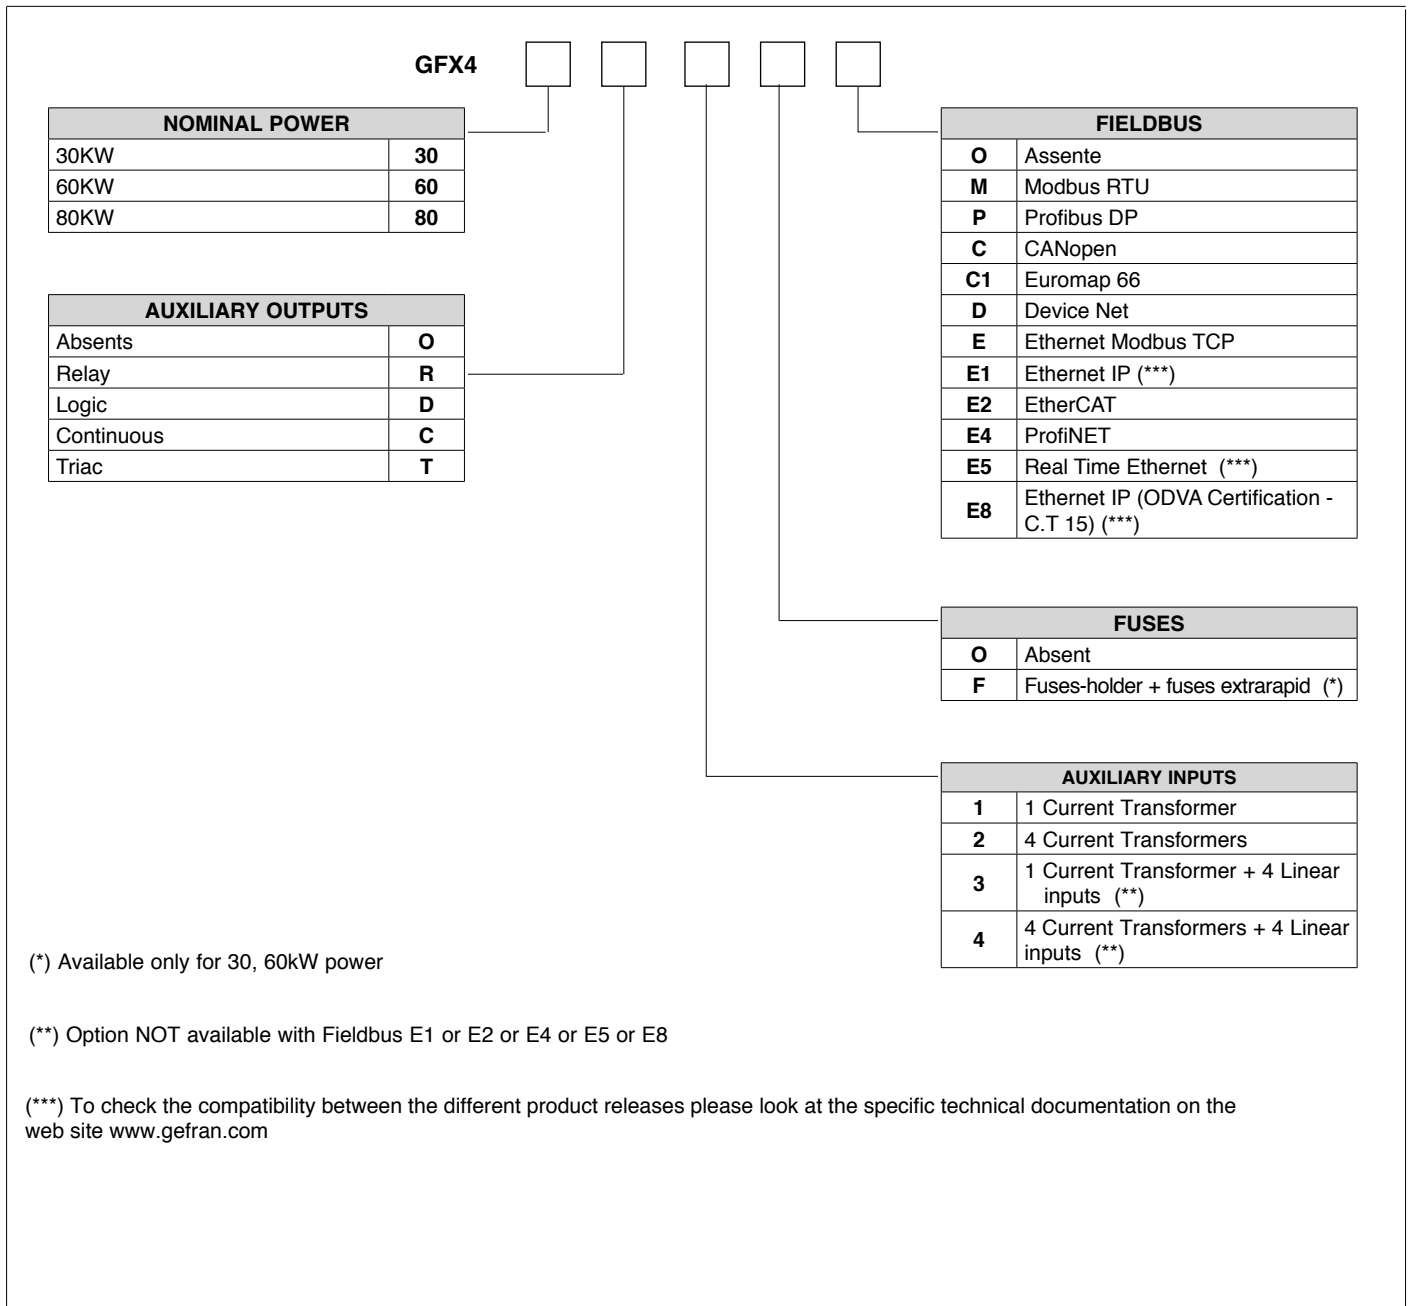 GFX4
NOMINAL POWER
30KW 30
60KW 60
80KW 80
AUXILIARY OUTPUTS
Absents O
Relay R
Logic D
Continuous C
Triac T
FIELDBUS
O Assente
M Modbus RTU
P Profibus DP
C CANopen
C1 Euromap 66
D Device Net
E Ethernet Modbus TCP
E1 Ethernet IP (***)
E2 EtherCAT
E4 ProfiNET
E5 Real Time Ethernet (***)
E8 Ethernet IP (ODVA Certification -
C.T 15) (***)
FUSES
O Absent
F Fuses-holder + fuses extrarapid (*)
AUXILIARY INPUTS
1 1 Current Transformer
2 4 Current Transformers
3 1 Current Transformer + 4 Linear
inputs (**)
4 4 Current Transformers + 4 Linear
inputs (**)
(*) Available only for 30, 60kW power
(**) Option NOT available with Fieldbus E1 or E2 or E4 or E5 or E8
(***) To check the compatibility between the different product releases please look at the specific technical documentation on the
web site www.gefran.com